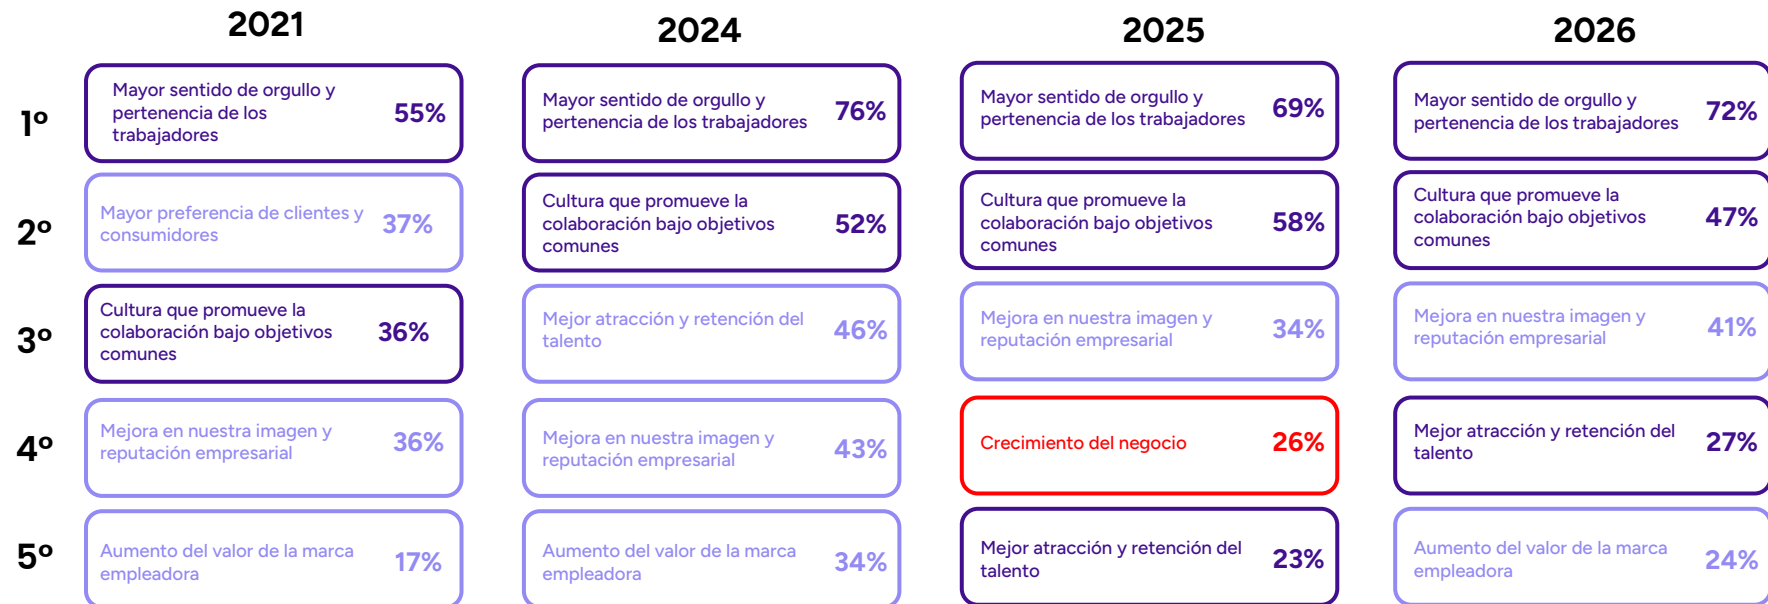 2021
2024
2025
2026
1º
Mayor sentido de orgullo y
pertenencia de los
trabajadores
55%
Mayor sentido de orgullo y
pertenencia de los trabajadores
76%
Mayor sentido de orgullo y
pertenencia de los trabajadores
69%
Mayor sentido de orgullo y
pertenencia de los trabajadores
72%
2º
Mayor preferencia de clientes y
consumidores
37%
Cultura que promueve la
colaboración bajo objetivos
comunes
52%
Cultura que promueve la
colaboración bajo objetivos
comunes
58%
Cultura que promueve la
colaboración bajo objetivos
comunes
47%
3º
Cultura que promueve la
colaboración bajo objetivos
comunes
36%
Mejor atracción y retención del
talento
46%
Mejora en nuestra imagen y
reputación empresarial
34%
Mejora en nuestra imagen y
reputación empresarial
41%
4º
Mejora en nuestra imagen y
reputación empresarial
36%
Mejora en nuestra imagen y
reputación empresarial
43%
Crecimiento del negocio
26%
Mejor atracción y retención del
talento
27%
5º
Aumento del valor de la marca
empleadora
17%
Aumento del valor de la marca
empleadora
34%
Mejor atracción y retención del
talento
23%
Aumento del valor de la marca
empleadora
24%